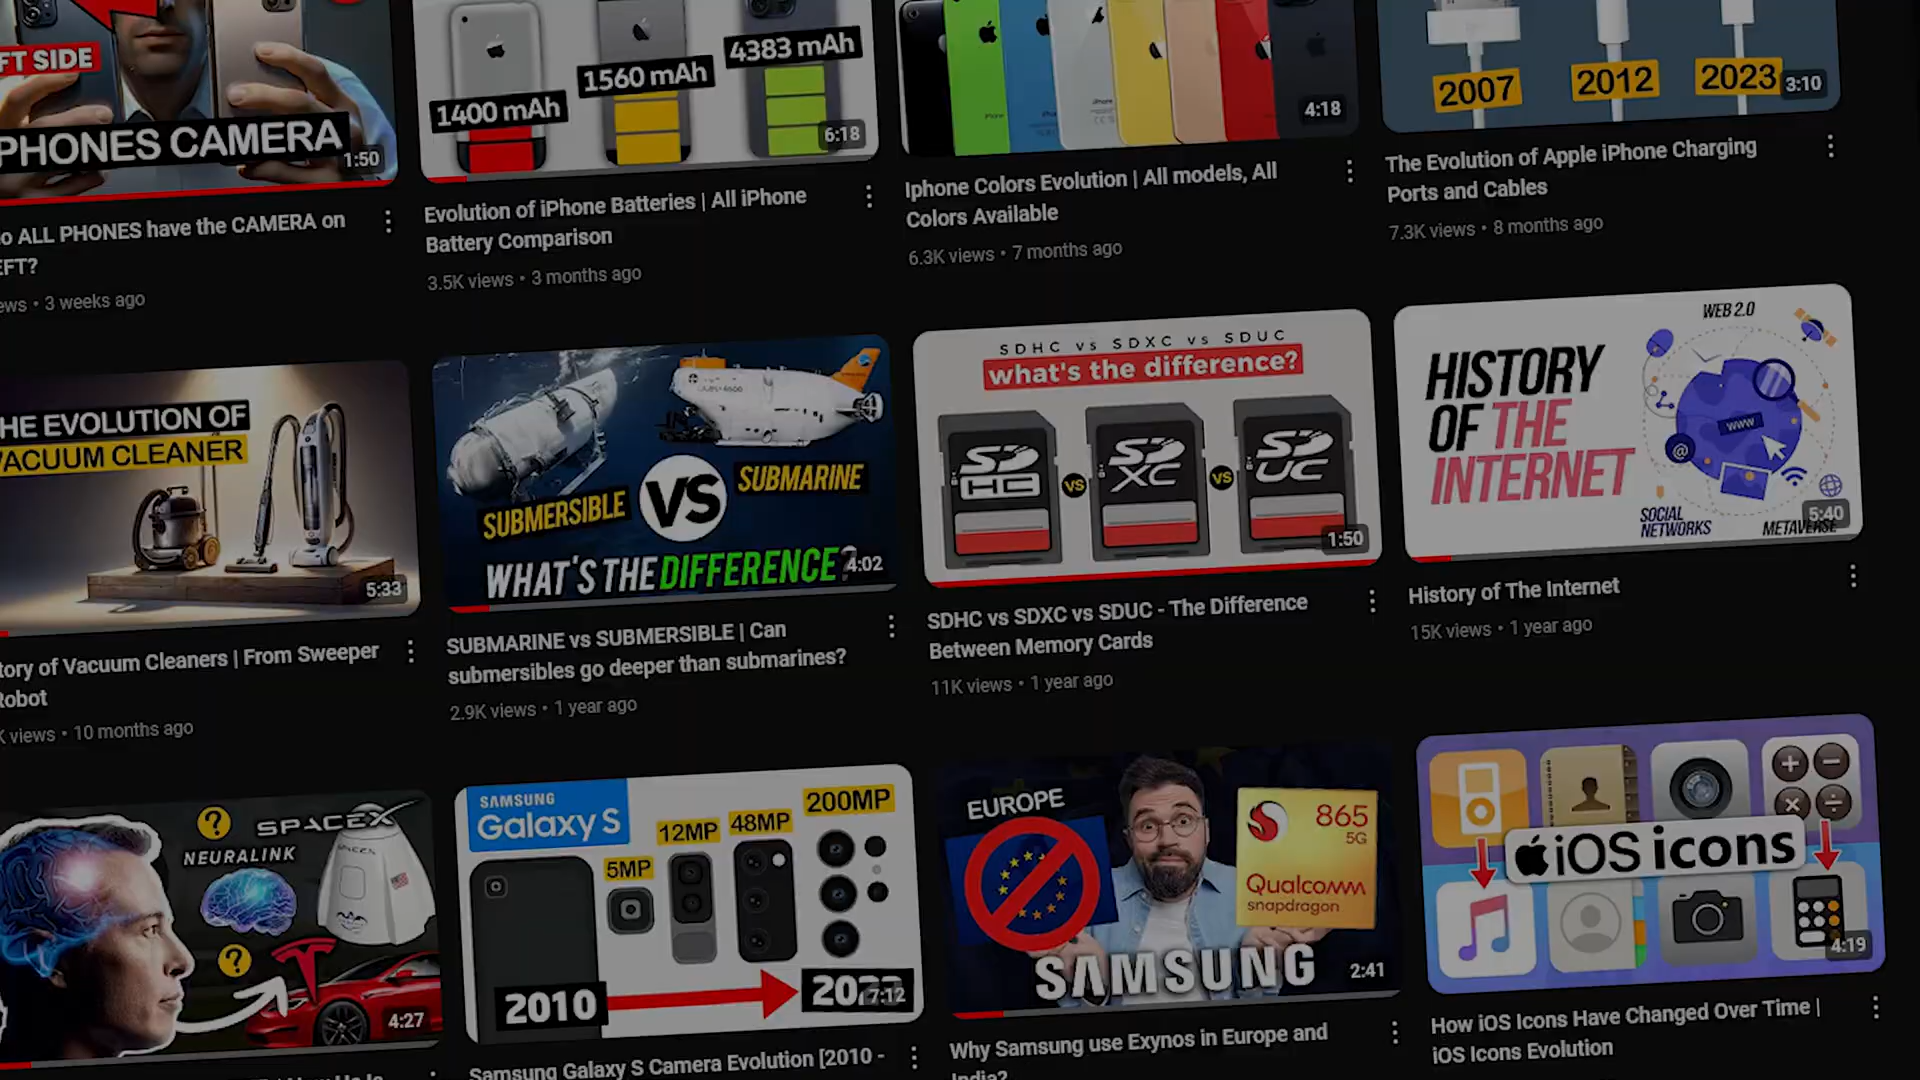 FT SIDE
PHONES CAMERA
1:50
o ALL PHONES have the CAMERA on
EFT?
ews • 3 weeks ago
1400 mAh
1560 mAh
4383 mAh
6:18
Evolution of iPhone Batteries | All iPhone
Battery Comparison
3.5K views • 3 months ago
4:18
Iphone Colors Evolution | All models, All
Colors Available
6.3K views • 7 months ago
2007
2012
2023
3:10
The Evolution of Apple iPhone Charging
Ports and Cables
7.3K views • 8 months ago
HE EVOLUTION OF
VACUUM CLEANER
5:33
tory of Vacuum Cleaners | From Sweeper
Robot
K views • 10 months ago
SUBMERSIBLE
VS
SUBMARINE
WHAT'S THE DIFFERENCE?
4:02
SUBMARINE vs SUBMERSIBLE | Can
submersibles go deeper than submarines?
2.9K views • 1 year ago
SDHC vs SDXC vs SDUC
what's the difference?
SD HC
VS
SD XC
VS
SD UC
1:50
SDHC vs SDXC vs SDUC - The Difference
Between Memory Cards
11K views • 1 year ago
WEB 2.0
HISTORY
OF THE
INTERNET
WWW
@
SOCIAL
NETWORKS
METAVERSE
5:40
History of The Internet
15K views • 1 year ago
? SPACEX
NEURALINK
?
4:27
SAMSUNG
Galaxy S
5MP
12MP
48MP
200MP
2010
7:12
Samsung Galaxy S Camera Evolution [2010 -
EUROPE
865
5G
Qualcomm
snapdragon
SAMSUNG
2:41
Why Samsung use Exynos in Europe and
India?
iOS icons
4:19
How iOS Icons Have Changed Over Time |
iOS Icons Evolution